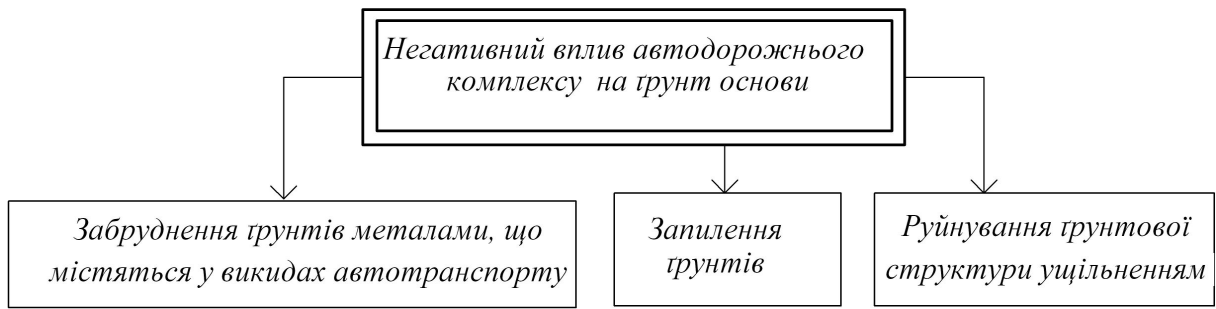 Негативний вплив автодорожнього
комплексу на ґрунт основи
Забруднення ґрунтів металами, що
містяться у викидах автотранспорту
Запилення
ґрунтів
Руйнування ґрунтової
структури ущільненням